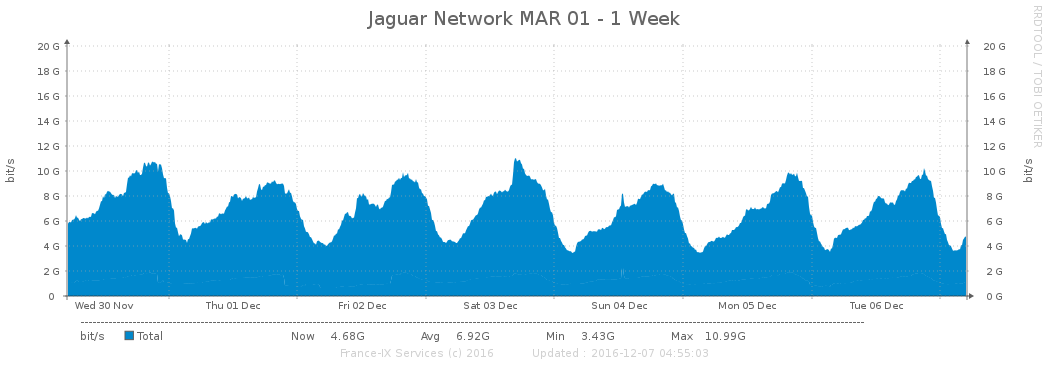 Jaguar Network MAR 01 - 1 Week
RRDTOOL / TOBI OETIKER
bit/s
20 G 20 G
18 G 18 G
16 G 16 G
14 G 14 G
12 G 12 G
10 G 10 G
8 G 8 G
6 G 6 G
4 G 4 G
2 G 2 G
0 0 G
bit/s
Wed 30 Nov Thu 01 Dec Fri 02 Dec Sat 03 Dec Sun 04 Dec Mon 05 Dec Tue 06 Dec
bit/s Total Now 4.68G Avg 6.92G Min 3.43G Max 10.99G
France-IX Services (c) 2016 Updated : 2016-12-07 04:55:03